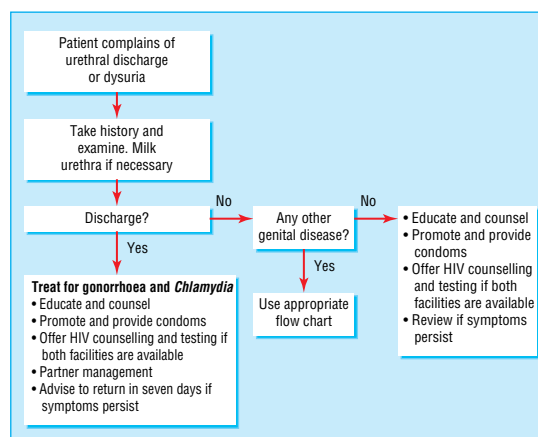 Patient complains of
urethral discharge
or dysuria
Take history and
examine. Milk
urethra if necessary
Discharge?
No
Any other
genital disease?
No
• Educate and counsel
• Promote and provide
condoms
• Offer HIV counselling
and testing if both
facilities are available
• Review if symptoms
persist
Yes
Treat for gonorrhoea and Chlamydia
• Educate and counsel
• Promote and provide condoms
• Offer HIV counselling and testing if
both facilities are available
• Partner management
• Advise to return in seven days if
symptoms persist
Yes
Use appropriate
flow chart